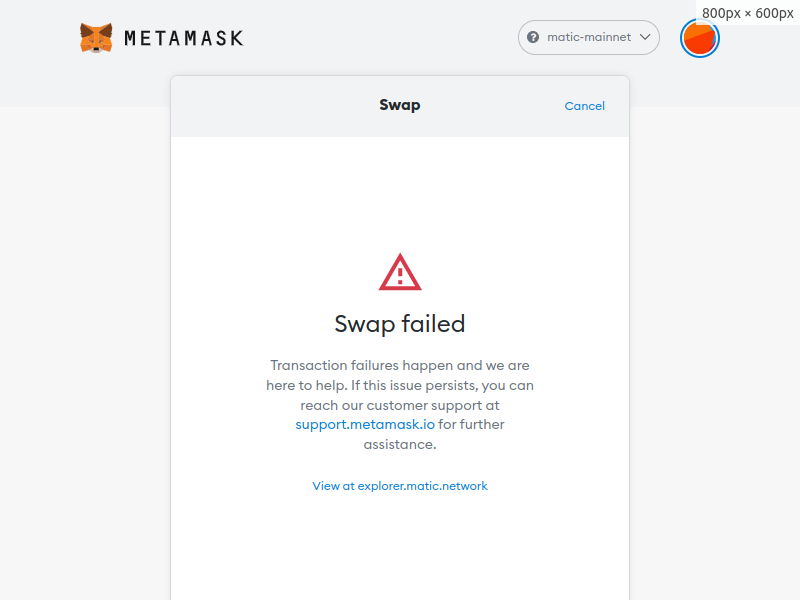 800px × 600px
METAMASK
matic-mainnet
Swap
Cancel
Swap failed
Transaction failures happen and we are
here to help. If this issue persists, you can
reach our customer support at
support.metamask.io for further
assistance.
View at explorer.matic.network